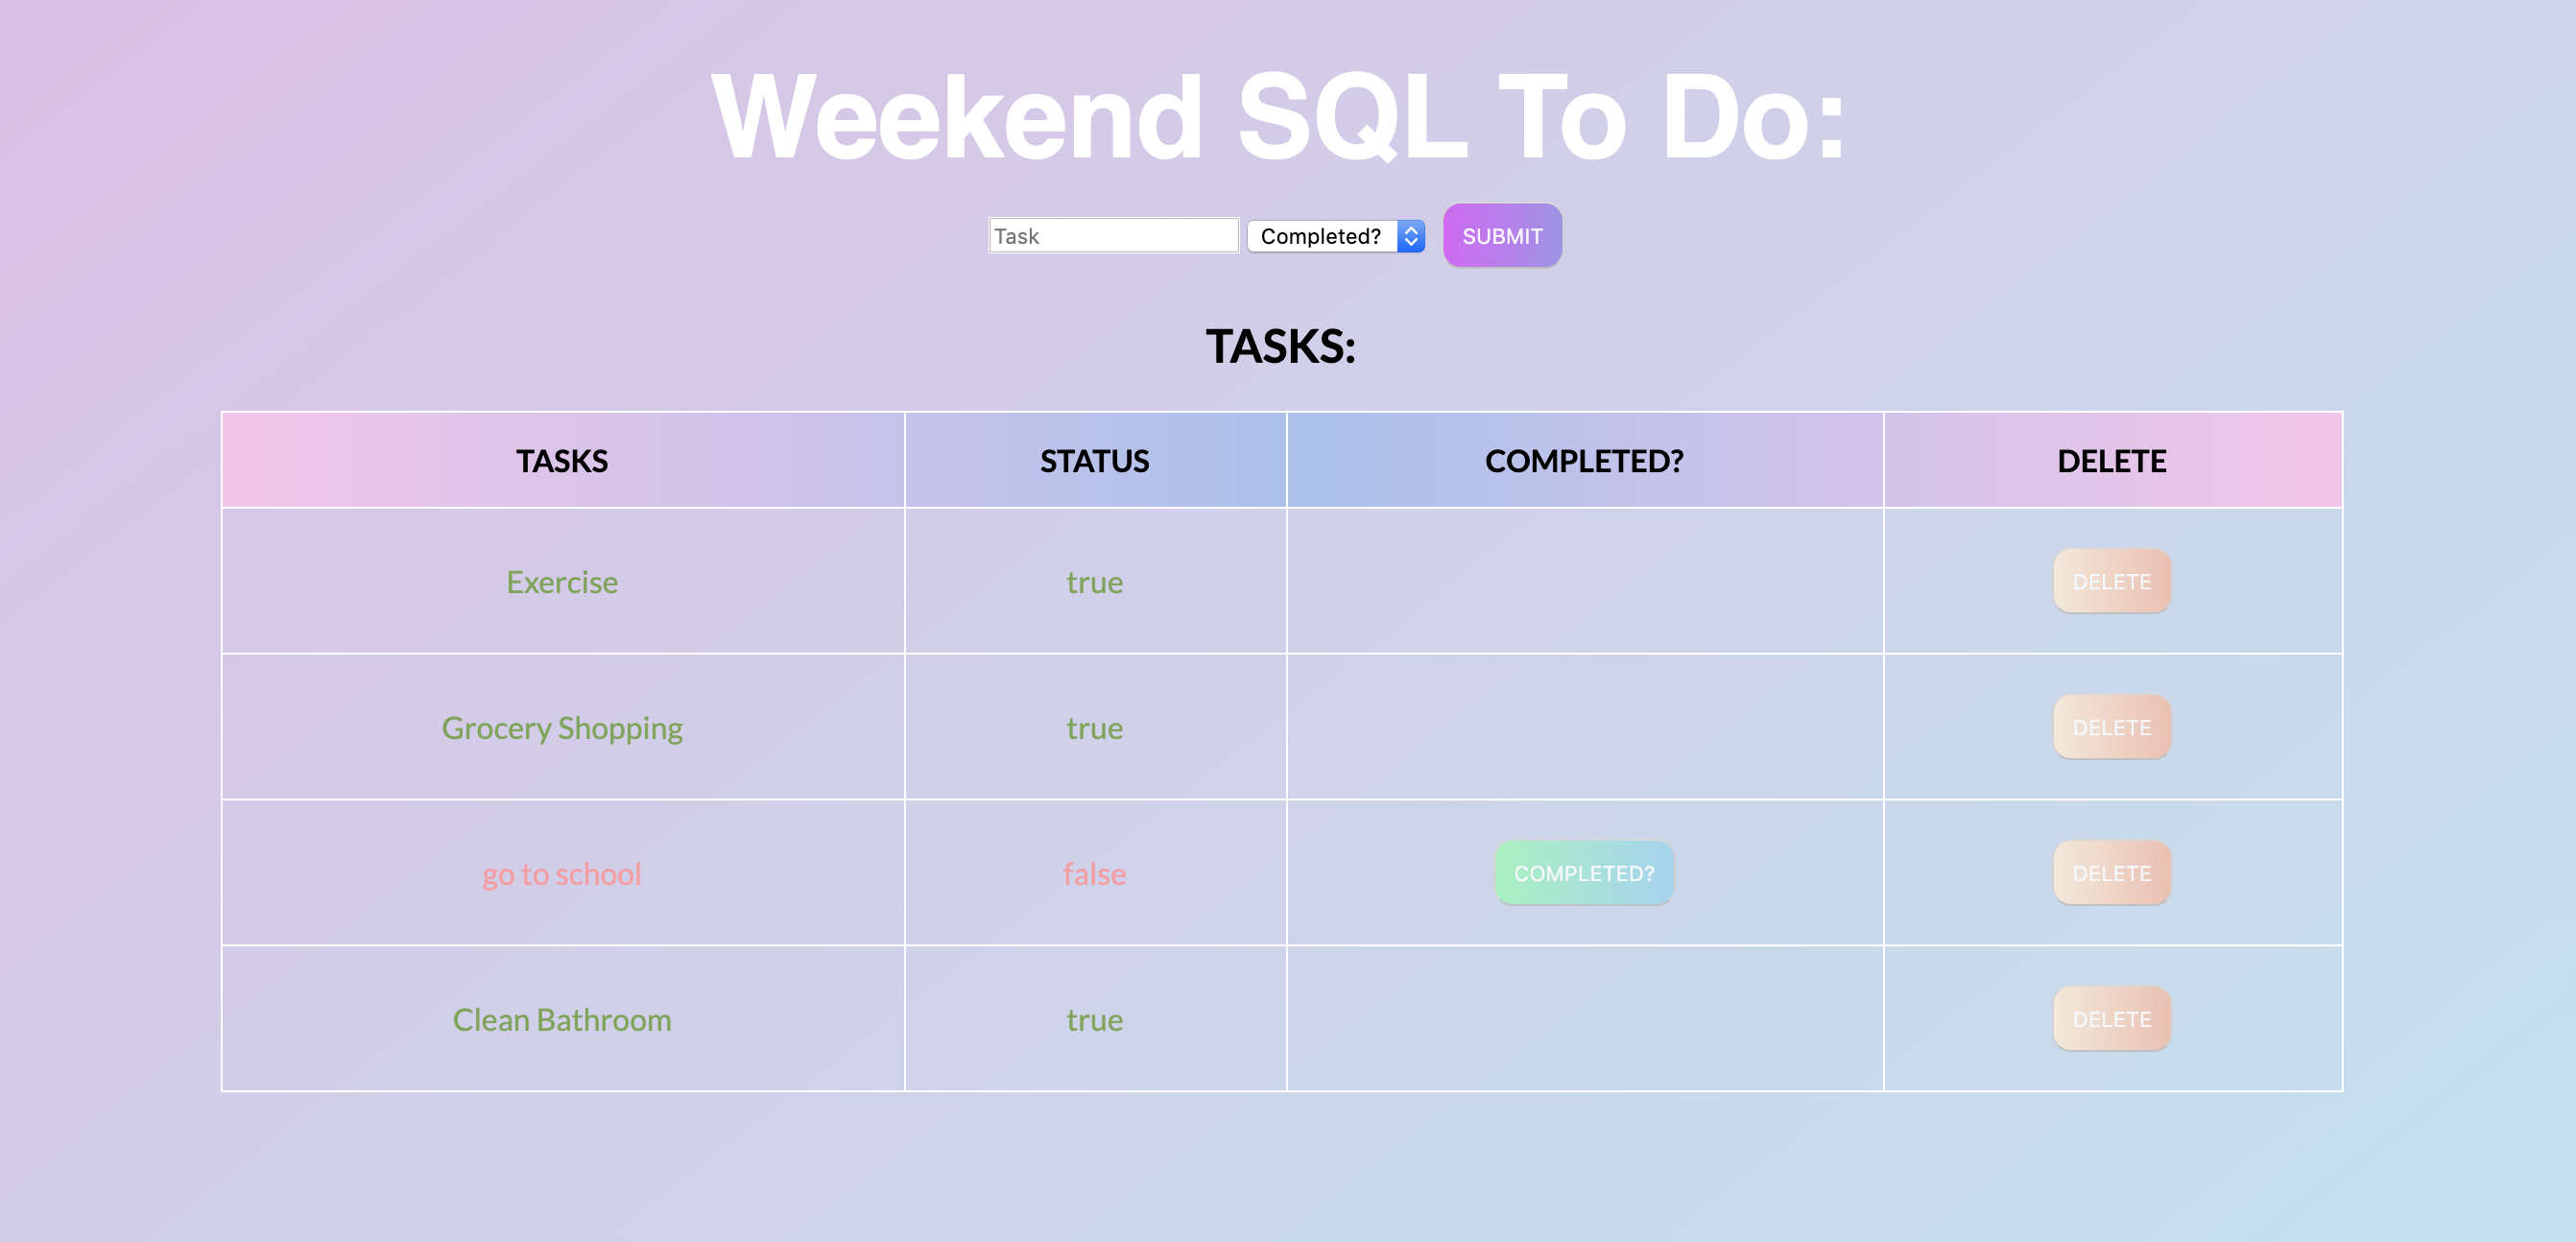 Weekend SQL To Do:
Task Completed? SUBMIT
TASKS:
TASKS STATUS COMPLETED? DELETE
Exercise true DELETE
Grocery Shopping true DELETE
go to school false COMPLETED? DELETE
Clean Bathroom true DELETE